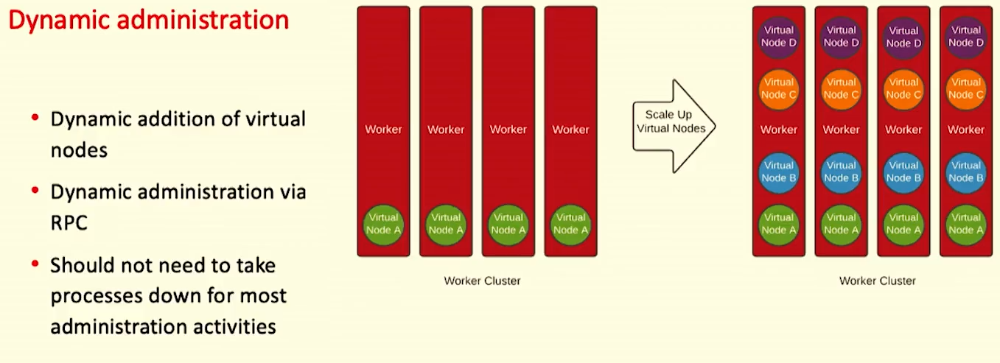 Dynamic administration
• Dynamic addition of virtual
nodes
• Dynamic administration via
RPC
• Should not need to take
processes down for most
administration activities
Worker
Worker
Worker
Worker
Virtual
Node A
Virtual
Node A
Virtual
Node A
Virtual
Node A
Worker Cluster
Scale Up
Virtual Nodes
Virtual
Node D
Virtual
Node D
Virtual
Node D
Virtual
Node D
Virtual
Node C
Virtual
Node C
Virtual
Node C
Virtual
Node C
Worker
Worker
Worker
Worker
Virtual
Node B
Virtual
Node B
Virtual
Node B
Virtual
Node B
Virtual
Node A
Virtual
Node A
Virtual
Node A
Virtual
Node A
Worker Cluster